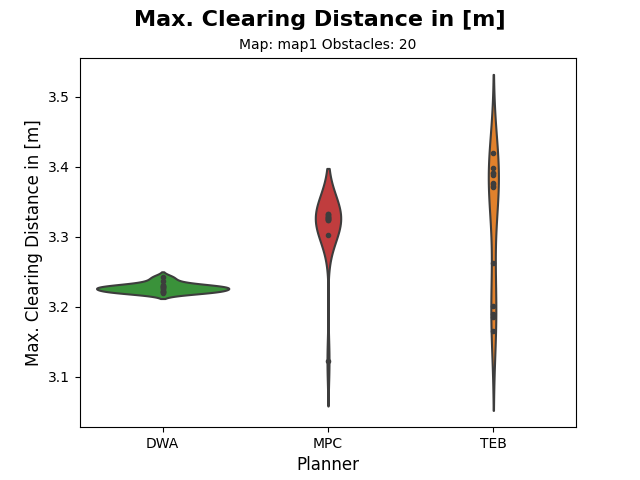 Max. Clearing Distance in [m]
Map: map1 Obstacles: 20
Max. Clearing Distance in [m]
3.5
3.4
3.3
3.2
3.1
DWA
MPC
TEB
Planner